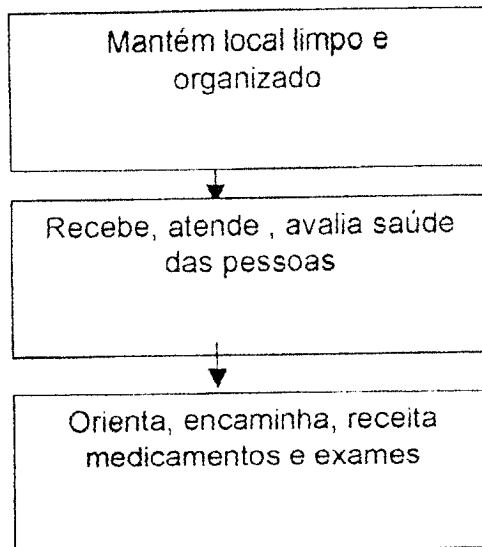 Mantém local limpo e
organizado
Recebe, atende , avalia saúde
das pessoas
Orienta, encaminha, receita
medicamentos e exames